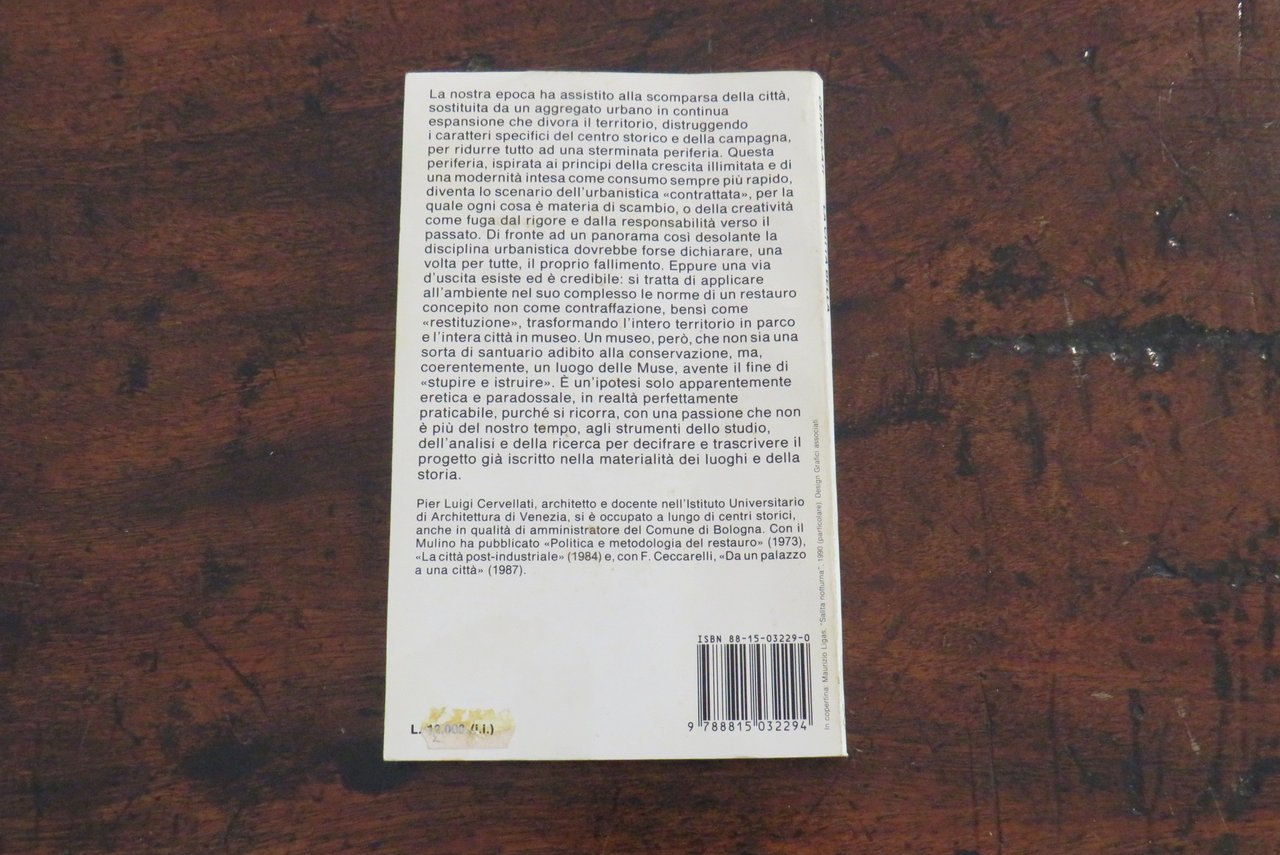 La nostra epoca ha assistito alla scomparsa della città,
sostituita da un aggregato urbano in continua
espansione che divora il territorio, distruggendo
i caratteri specifici del centro storico e della campagna,
per ridurre tutto ad una sterminata periferia. Questa
periferia, ispirata ai principi della crescita illimitata e di
una modernità intesa come consumo sempre più rapido,
diventa lo scenario dell'urbanistica «contrattata», per la
quale ogni cosa è materia di scambio, o della creatività
come fuga dal rigore e dalla responsabilità verso il
passato. Di fronte ad un panorama così desolante la
disciplina urbanistica dovrebbe forse dichiarare, una
volta per tutte, il proprio fallimento. Eppure una via
d'uscita esiste ed è credibile: si tratta di applicare
all'ambiente nel suo complesso le norme di un restauro
concepito non come contraffazione, bensì come
«restituzione», trasformando l'intero territorio in parco
e l'intera città in museo. Un museo, però, che non sia una
sorta di santuario adibito alla conservazione, ma,
coerentemente, un luogo delle Muse, avente il fine di
«stupire e istruire». È un'ipotesi solo apparentemente
eretica e paradossale, in realtà perfettamente
praticabile, purché si ricorra, con una passione che non
è più del nostro tempo, agli strumenti dello studio,
dell'analisi e della ricerca per decifrare e trascrivere il
progetto già iscritto nella materialità dei luoghi e della
storia.
Pier Luigi Cervellati, architetto e docente nell'Istituto Universitario
di Architettura di Venezia, si è occupato a lungo di centri storici,
anche in qualità di amministratore del Comune di Bologna. Con il
Mulino ha pubblicato «Politica e metodologia del restauro» (1973),
«La città post-industriale» (1984) e, con F. Ceccarelli, «Da un palazzo
a una città» (1987).
ISBN 88-15-03229-0
9 788815 032294
L. (i.i.)
In copertina: Maurizio Ligas, "Salita notturna", 1990 (particolare). Design Grafici associati